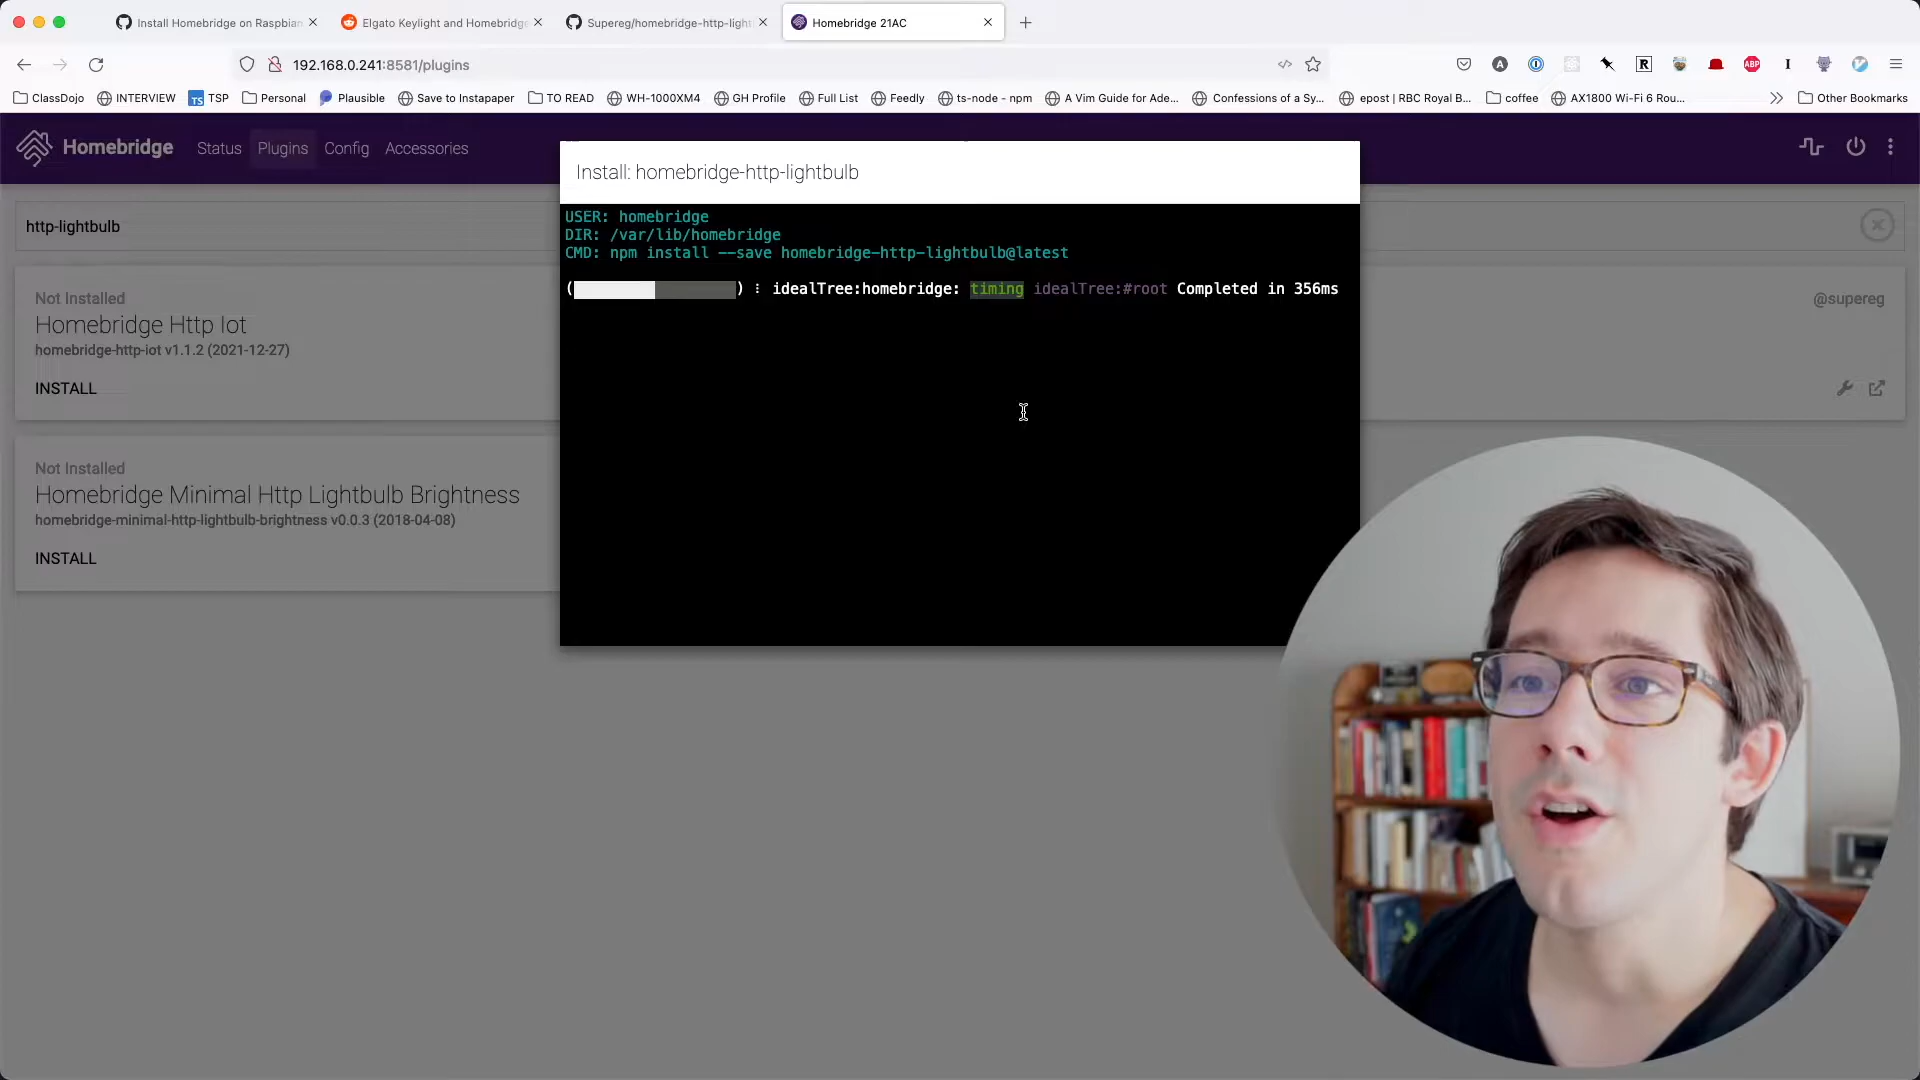 Install Homebridge on Raspbian
Elgato Keylight and Homebridge
Supereg/homebridge-http-light
Homebridge 21AC
192.168.0.241:8581/plugins
ClassDojo
INTERVIEW
TSP
Personal
Plausible
Save to Instapaper
TO READ
WH-1000XM4
GH Profile
Full List
Feedly
ts-node - npm
A Vim Guide for Ade...
Confessions of a Sy...
epost | RBC Royal B...
coffee
AX1800 Wi-Fi 6 Rou...
Other Bookmarks
Homebridge
Status
Plugins
Config
Accessories
Install: homebridge-http-lightbulb
http-lightbulb
USER: homebridge
DIR: /var/lib/homebridge
CMD: npm install --save homebridge-http-lightbulb@latest
( ) ⸽ idealTree:homebridge: timing idealTree:#root Completed in 356ms
Not Installed
@supereg
Homebridge Http Iot
homebridge-http-iot v1.1.2 (2021-12-27)
INSTALL
Not Installed
Homebridge Minimal Http Lightbulb Brightness
homebridge-minimal-http-lightbulb-brightness v0.0.3 (2018-04-08)
INSTALL